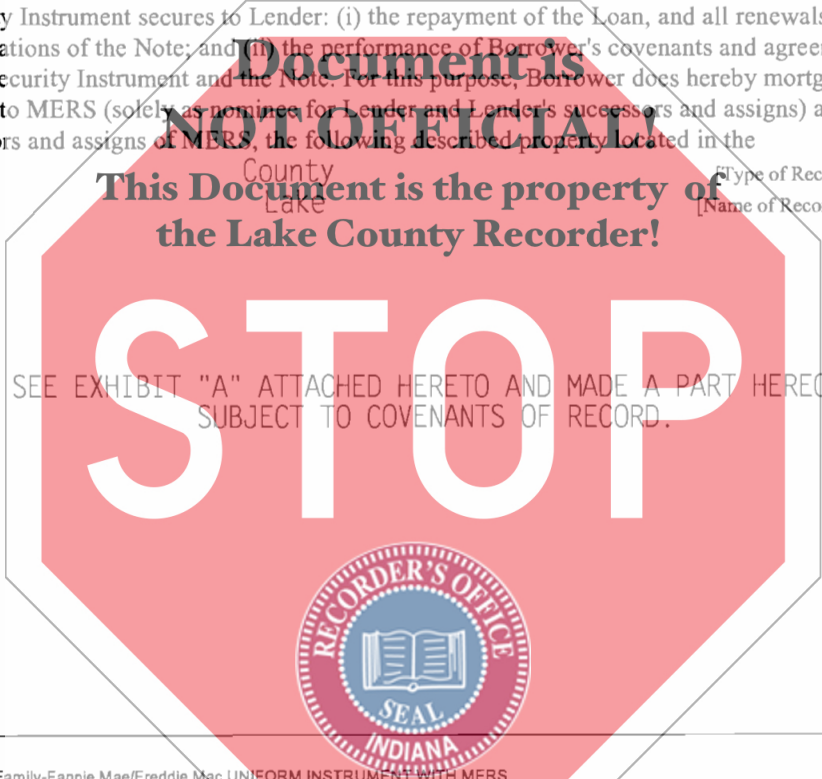 y Instrument secures to Lender: (i) the repayment of the Loan, and all renewals
ations of the Note; and (ii) the performance of Borrower's covenants and agree
ecurity Instrument and the Note. For this purpose, Borrower does hereby mortg
to MERS (solely as nominee for Lender and Lender's successors and assigns) a
rs and assigns of MERS, the following described property located in the
County [Type of Rec
Lake [Name of Reco
Document is
NOT OFFICIAL!
This Document is the property of
the Lake County Recorder!
STOP
SEE EXHIBIT "A" ATTACHED HERETO AND MADE A PART HEREO
SUBJECT TO COVENANTS OF RECORD.
RECORDER'S OFFICE
SEAL
INDIANA
Family-Fannie Mae/Freddie Mac UNIFORM INSTRUMENT WITH MERS